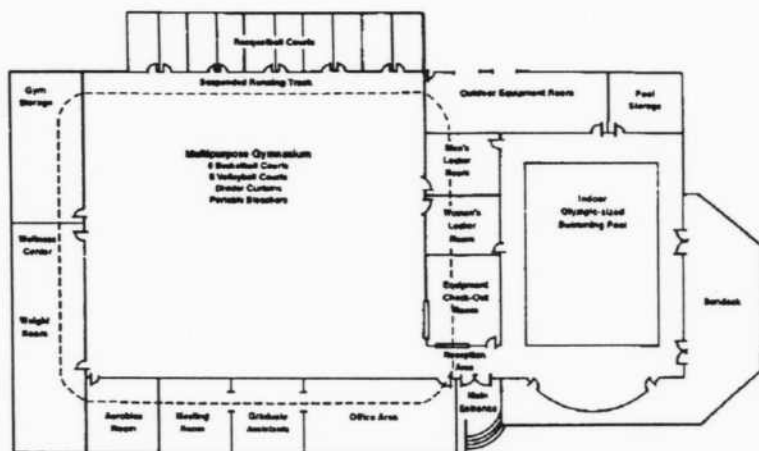 Racquetball Courts
Suspended Running Track
Gym
Storage
Outdoor Equipment Room
Pool
Storage
Multipurpose Gymnasium
6 Basketball Courts
Volleyball Courts
Divider Curtains
Portable Bleachers
Men's
Locker
Room
Women's
Locker
Room
Indoor
Olympic-sized
Swimming Pool
Wellness
Center
Weight
Room
Equipment
Check-Out
Room
Sundeck
Reception
Area
Main
Entrance
Aerobics
Room
Meeting
Room
Graduate
Assistants
Office Area